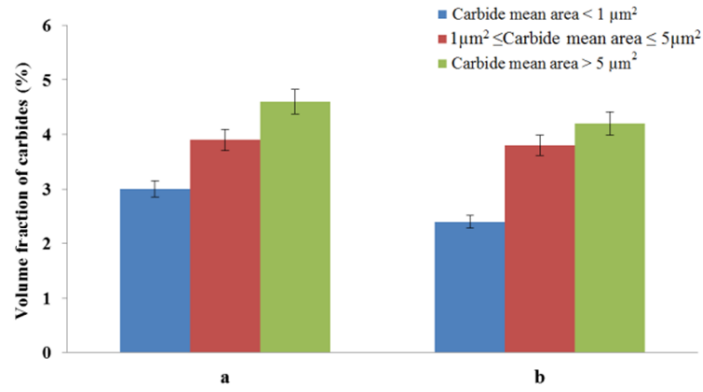 Carbide mean area < 1 µm²
1µm² ≤Carbide mean area ≤ 5µm²
Carbide mean area > 5 µm²
Volume fraction of carbides (%)
6
5
4
3
2
1
0
a
b